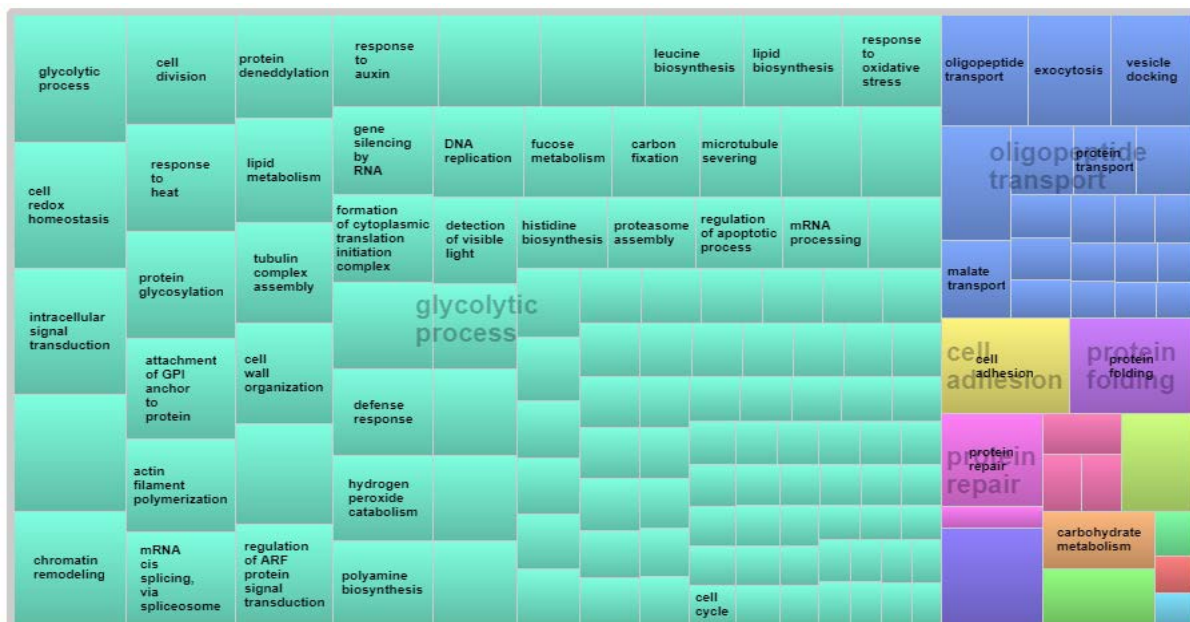 glycolytic
process
cell
redox
homeostasis
intracellular
signal
transduction
chromatin
remodeling
cell
division
response
to
heat
protein
glycosylation
attachment
of GPI
anchor
to
protein
actin
filament
polymerization
mRNA
cis
splicing,
via
spliceosome
protein
deneddylation
lipid
metabolism
tubulin
complex
assembly
cell
wall
organization
regulation
of ARF
protein
signal
transduction
response
to
auxin
gene
silencing
by
RNA
formation
of cytoplasmic
translation
initiation
complex
defense
response
hydrogen
peroxide
catabolism
polyamine
biosynthesis
DNA
replication
detection
of visible
light
fucose
metabolism
histidine
biosynthesis
carbon
fixation
proteasome
assembly
leucine
biosynthesis
lipid
biosynthesis
response
to
oxidative
stress
microtubule
severing
regulation
of apoptotic
process
mRNA
processing
glycolytic
process
cell
cycle
oligopeptide
transport
exocytosis
vesicle
docking
oligopeptide
transport
protein
transport
malate
transport
cell
adhesion
cell
adhesion
protein
folding
protein
folding
protein
repair
protein
repair
carbohydrate
metabolism